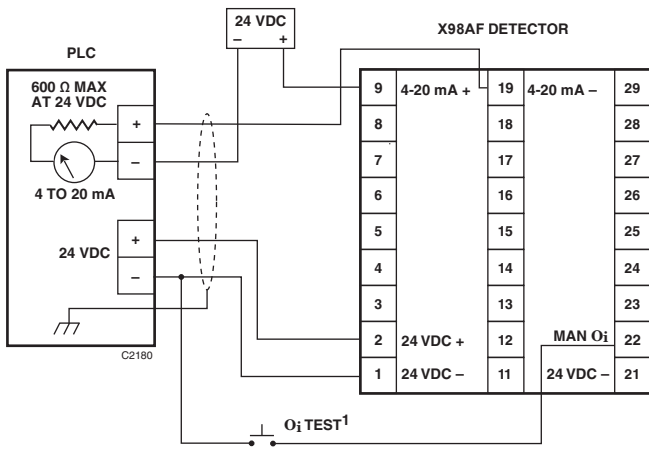 24 VDC
– +
X98AF DETECTOR
PLC
600 Ω MAX
AT 24 VDC
+
–
4 TO 20 mA
24 VDC
+
–
C2180
9 4-20 mA + 19 4-20 mA – 29
8 18 28
7 17 27
6 16 26
5 15 25
4 14 24
3 13 23
2 24 VDC + 12 MAN Oi 22
1 24 VDC – 11 24 VDC – 21
Oi TEST1